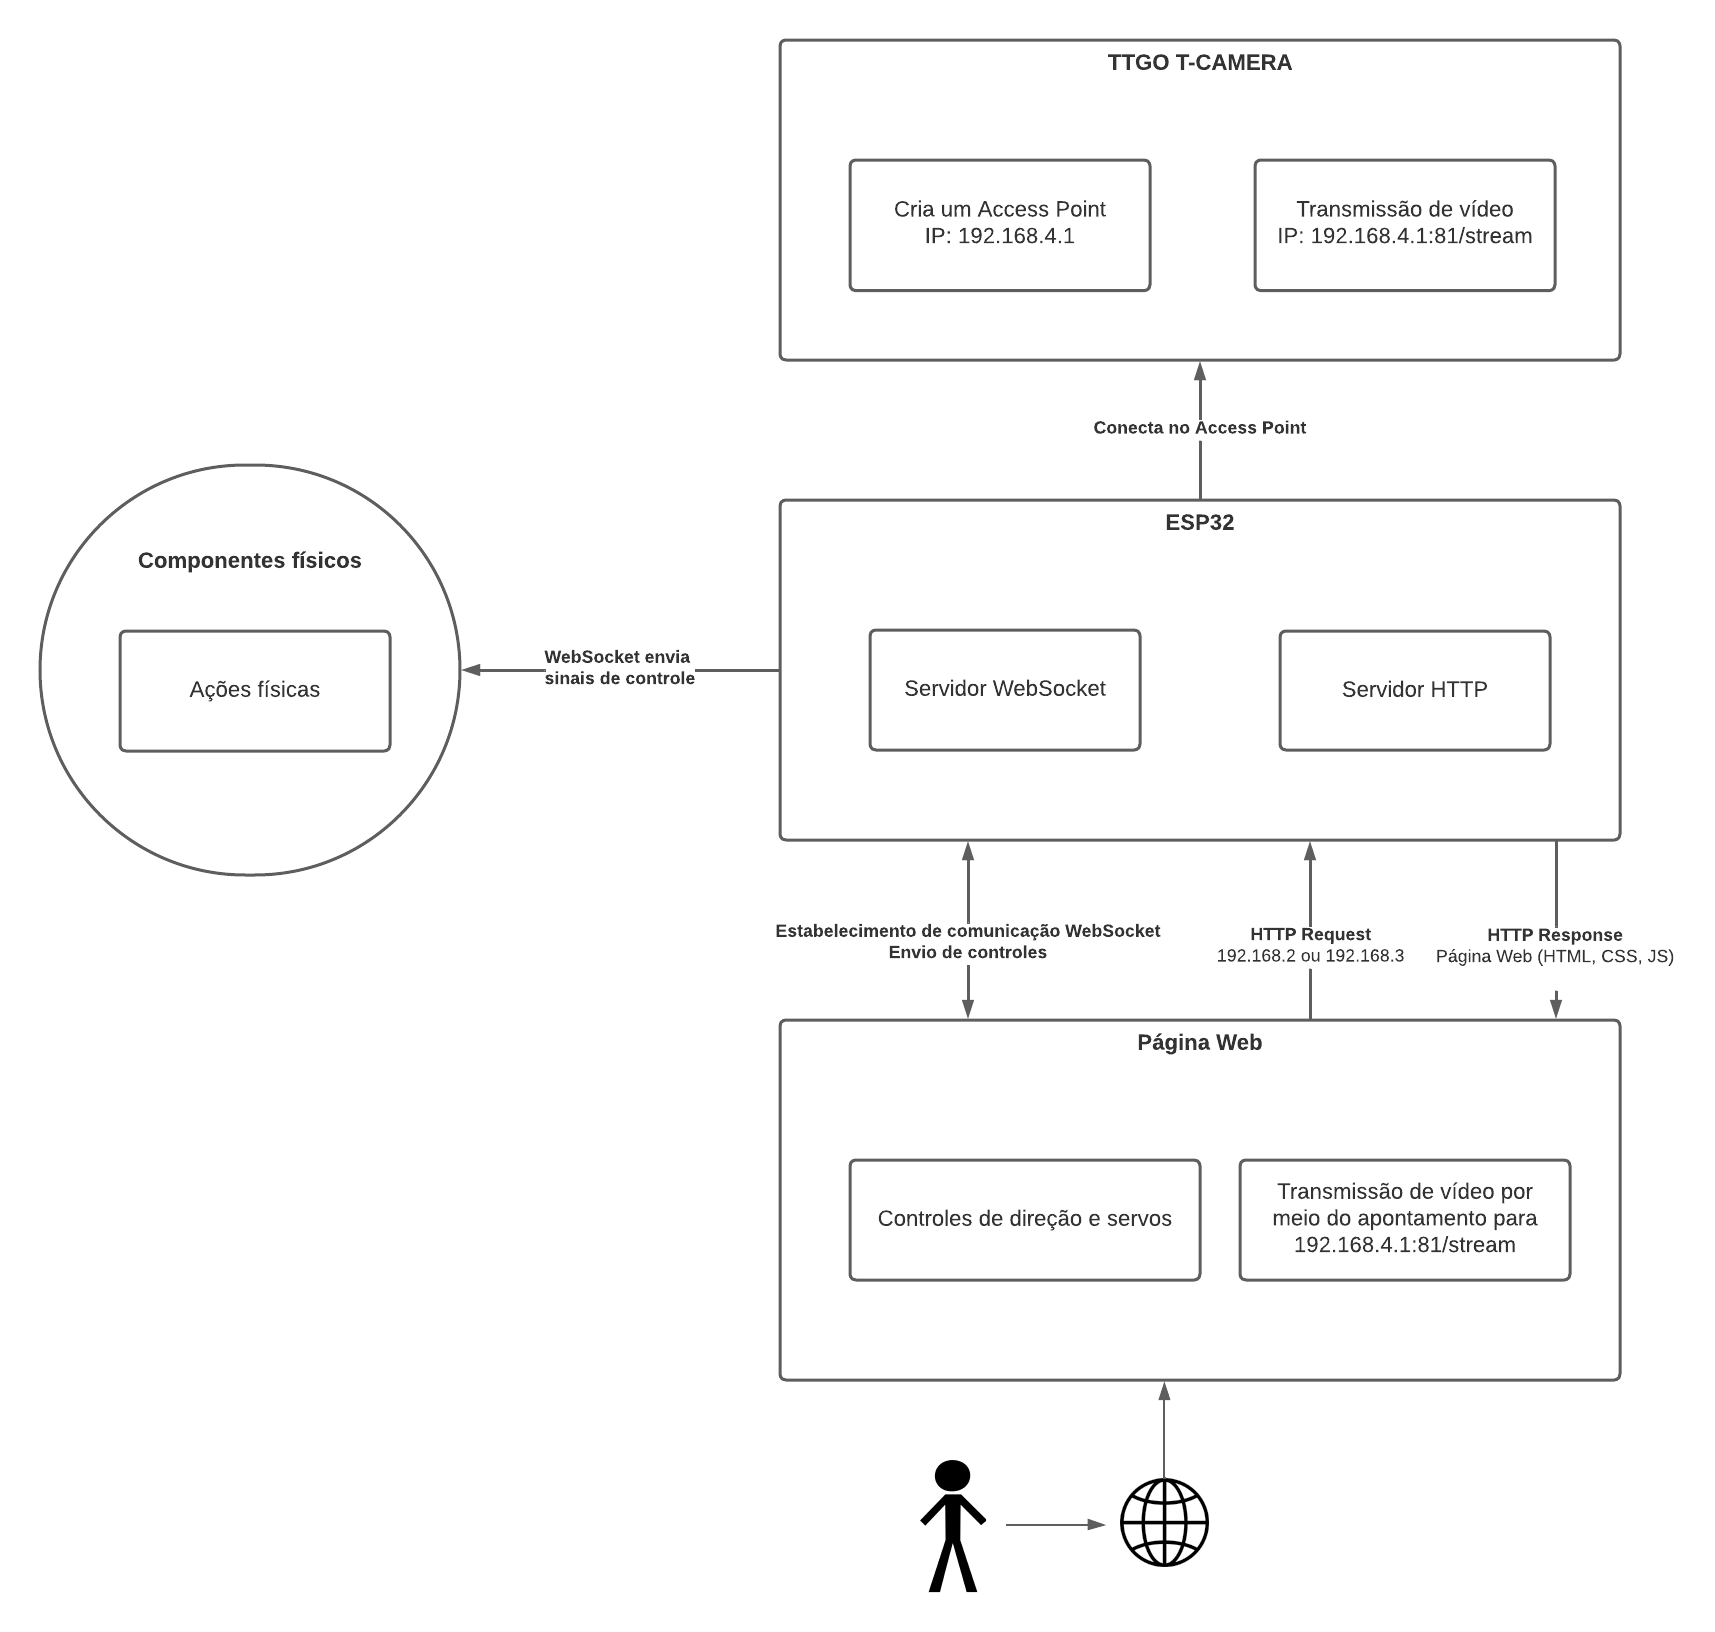 TTGO T-CAMERA
Cria um Access Point
IP: 192.168.4.1
Transmissão de vídeo
IP: 192.168.4.1:81/stream
Conecta no Access Point
ESP32
Componentes físicos
Ações físicas
WebSocket envia
sinais de controle
Servidor WebSocket
Servidor HTTP
Estabelecimento de comunicação WebSocket
Envio de controles
HTTP Request
192.168.2 ou 192.168.3
HTTP Response
Página Web (HTML, CSS, JS)
Página Web
Controles de direção e servos
Transmissão de vídeo por
meio do apontamento para
192.168.4.1:81/stream